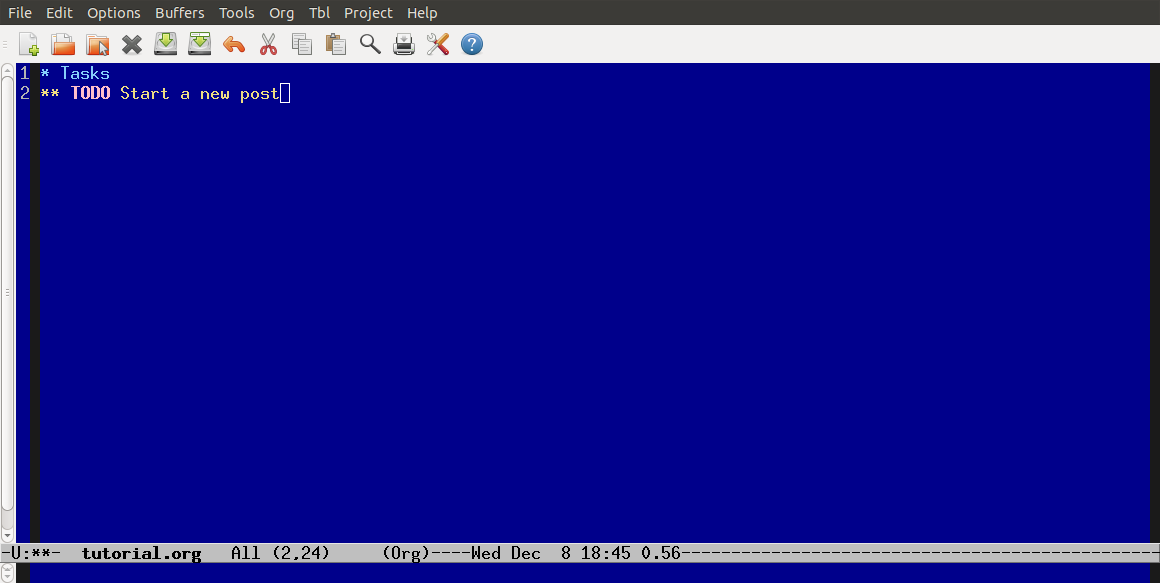 File Edit Options Buffers Tools Org Tbl Project Help
1 * Tasks
2 ** TODO Start a new post
-U:**-  tutorial.org   All (2,24)     (Org)----Wed Dec  8 18:45 0.56------------------------------------------------